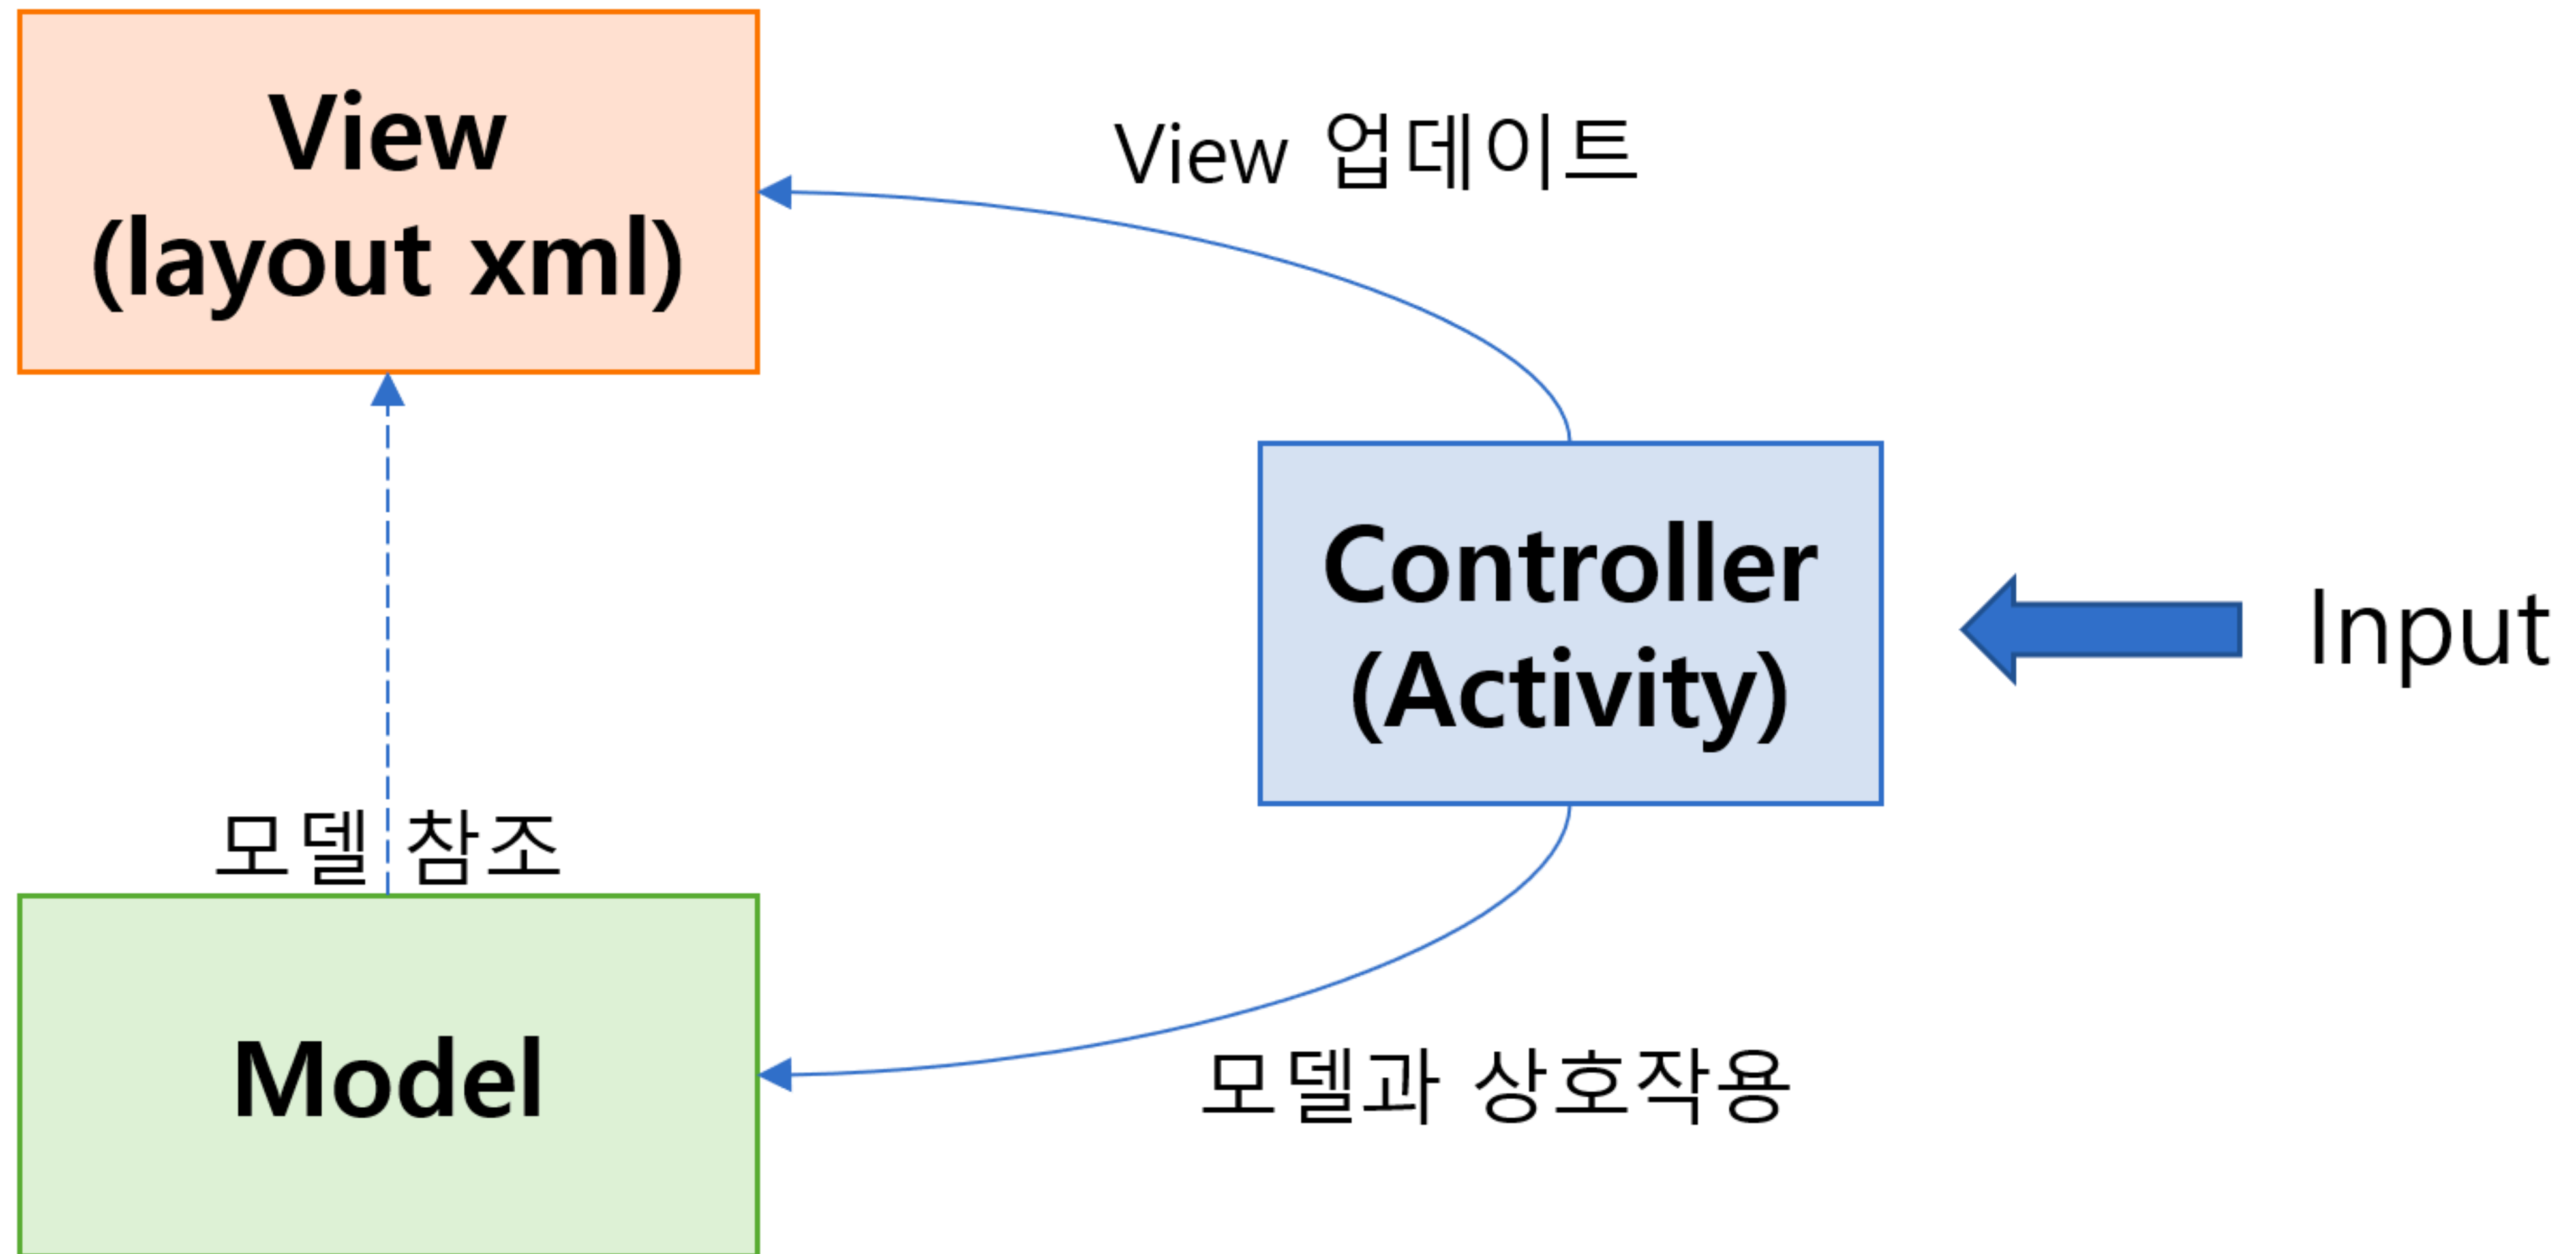 View
(layout xml)
View 업데이트
Controller
(Activity)
Input
모델 참조
Model
모델과 상호작용